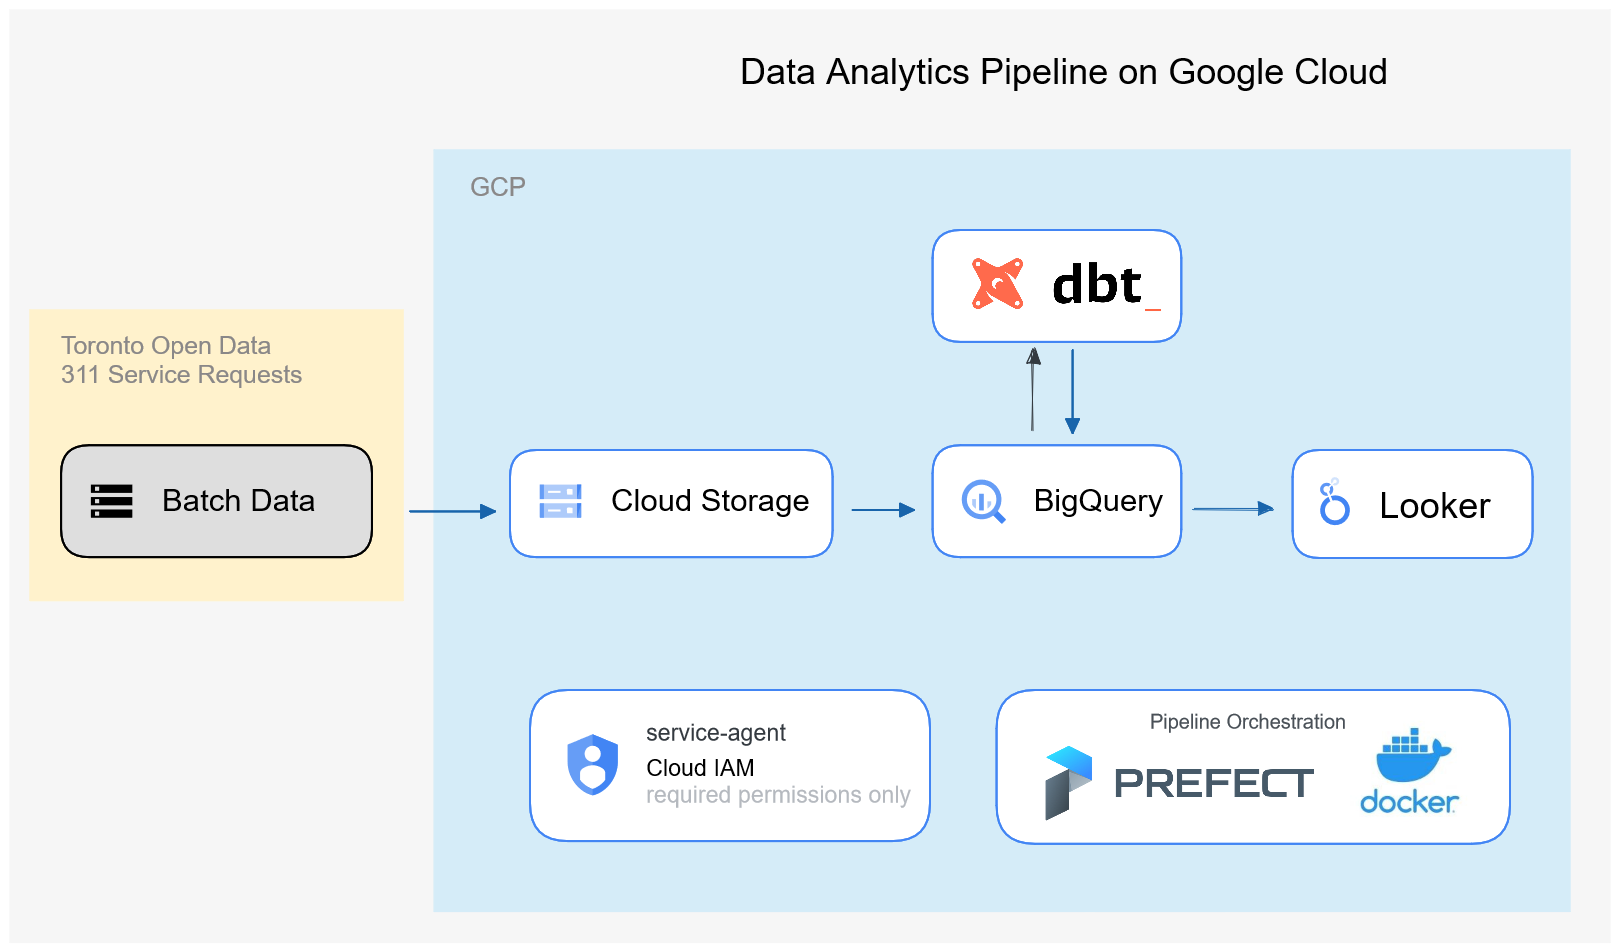 Data Analytics Pipeline on Google Cloud
GCP
dbt_
Toronto Open Data
311 Service Requests
Batch Data
Cloud Storage
BigQuery
Looker
service-agent
Cloud IAM
required permissions only
Pipeline Orchestration
PREFECT
docker